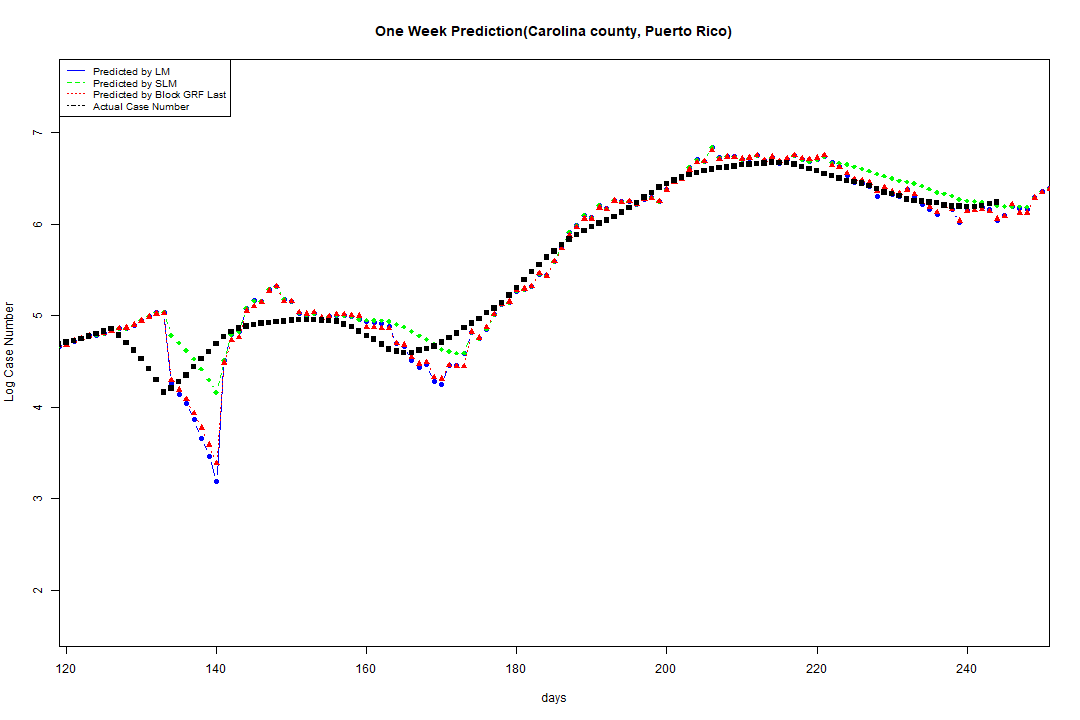 One Week Prediction(Carolina county, Puerto Rico)
Predicted by LM
Predicted by SLM
Predicted by Block GRF Last
Actual Case Number
Log Case Number
7
6
5
4
3
2
120 140 160 180 200 220 240
days